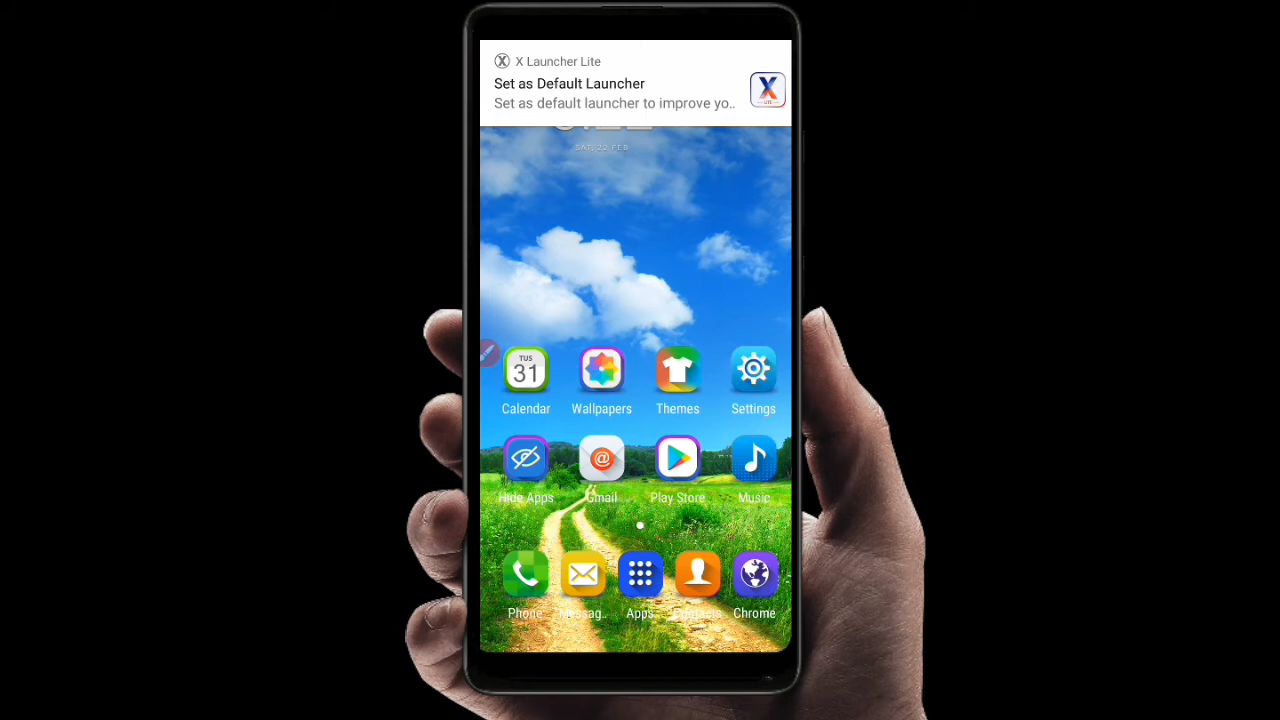 X Launcher Lite
Set as Default Launcher
Set as default launcher to improve yo..
X
LITE
SAT, 22 FEB
TUS
31
Calendar
Wallpapers
Themes
Settings
@
Hide Apps
Gmail
Play Store
Music
Phone
Messag..
Apps
Contacts
Chrome